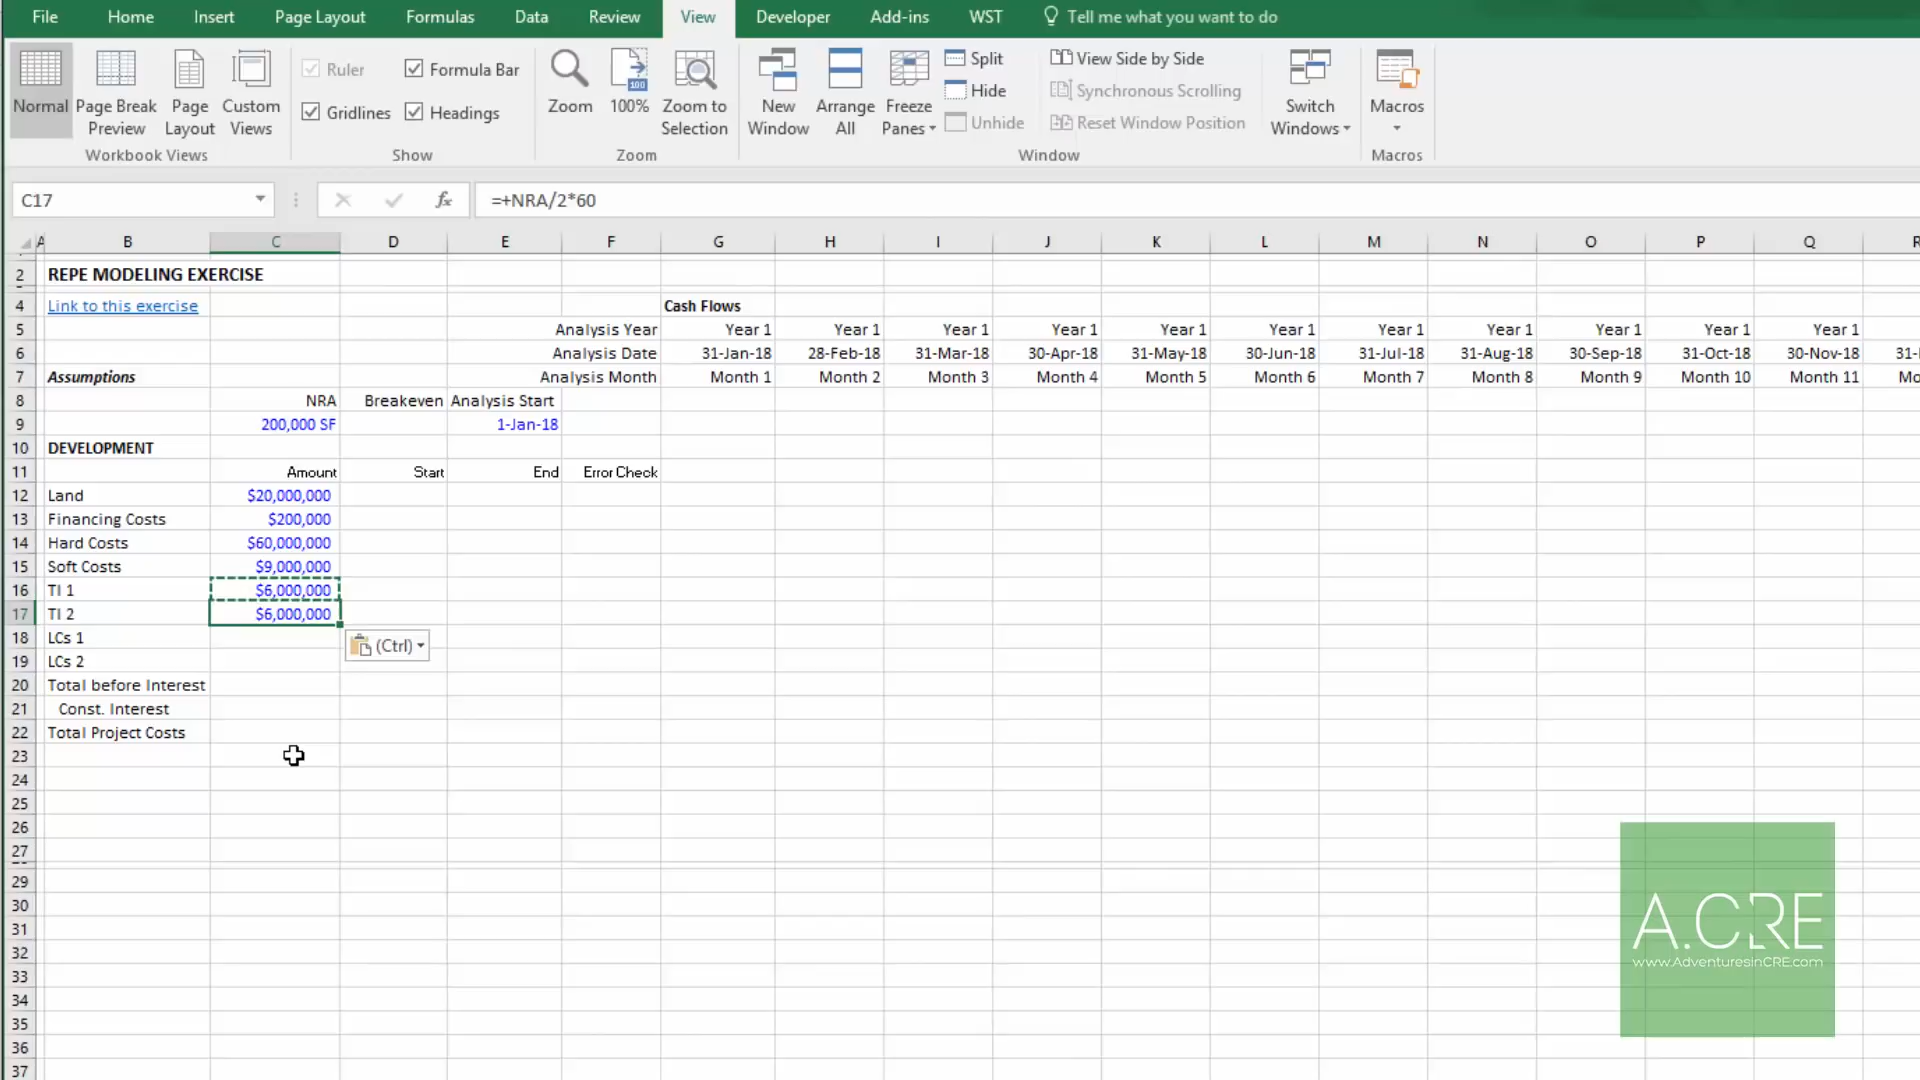 File Home Insert Page Layout Formulas Data Review View Developer Add-ins WST Tell me what you want to do
Normal Page Break Preview Page Layout Custom Views
Workbook Views
Ruler Formula Bar
Gridlines Headings
Show
Zoom 100% Zoom to Selection
Zoom
New Window Arrange All Freeze Panes
Split
Hide
Unhide
View Side by Side
Synchronous Scrolling
Reset Window Position
Switch Windows
Window
Macros
Macros
C17 fx =+NRA/2*60
A B C D E F G H I J K L M N O P Q R
2 REPE MODELING EXERCISE
4 Link to this exercise Cash Flows
5 Analysis Year Year 1 Year 1 Year 1 Year 1 Year 1 Year 1 Year 1 Year 1 Year 1 Year 1 Year 1
6 Analysis Date 31-Jan-18 28-Feb-18 31-Mar-18 30-Apr-18 31-May-18 30-Jun-18 31-Jul-18 31-Aug-18 30-Sep-18 31-Oct-18 30-Nov-18 31-
7 Assumptions Analysis Month Month 1 Month 2 Month 3 Month 4 Month 5 Month 6 Month 7 Month 8 Month 9 Month 10 Month 11 Mo
8 NRA Breakeven Analysis Start
9 200,000 SF 1-Jan-18
10 DEVELOPMENT
11 Amount Start End Error Check
12 Land $20,000,000
13 Financing Costs $200,000
14 Hard Costs $60,000,000
15 Soft Costs $9,000,000
16 TI 1 $6,000,000
17 TI 2 $6,000,000
18 LCs 1 (Ctrl)
19 LCs 2
20 Total before Interest
21 Const. Interest
22 Total Project Costs
23
24
25
26
27
29
30
31
32
33
34
35
36
37
A.CRE
www.AdventuresinCRE.com